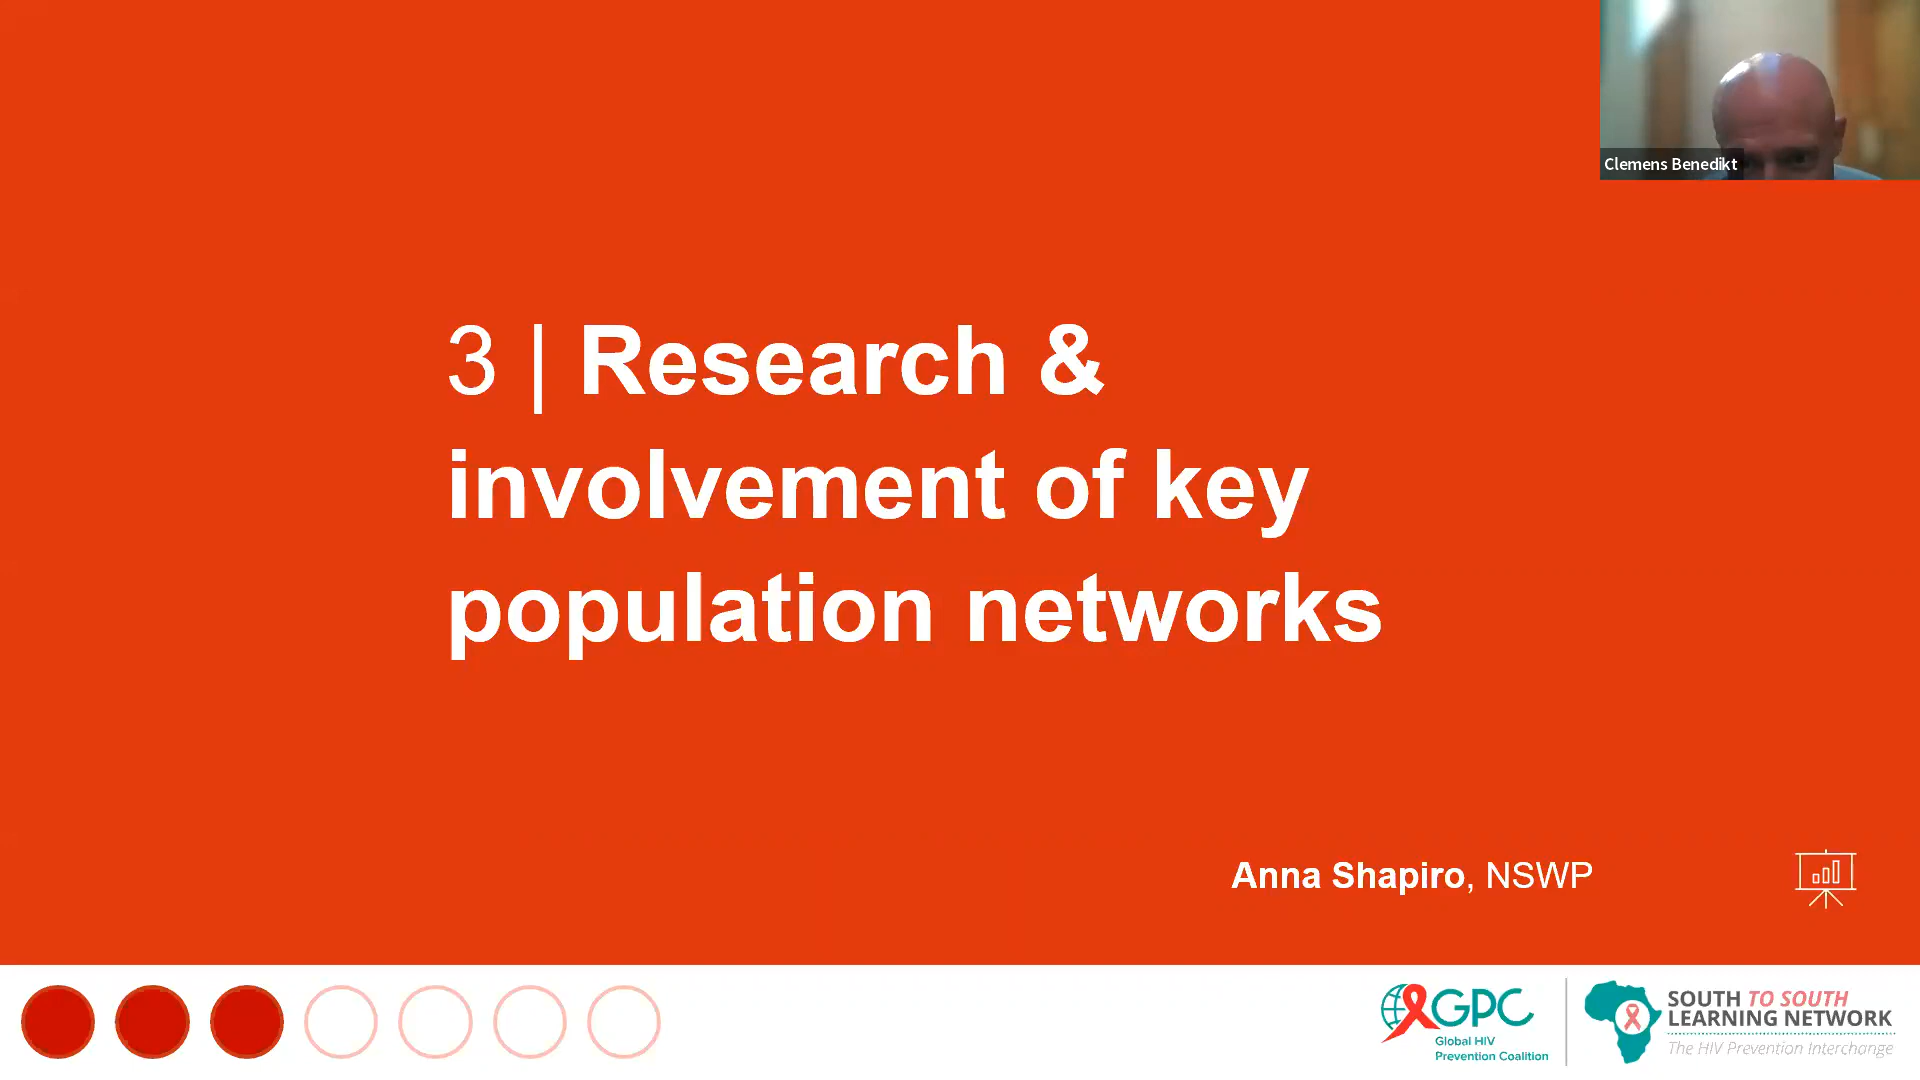 Clemens Benedikt
3 | Research &
involvement of key
population networks
Anna Shapiro, NSWP
GPC
Global HIV
Prevention Coalition
SOUTH TO SOUTH
LEARNING NETWORK
The HIV Prevention Interchange